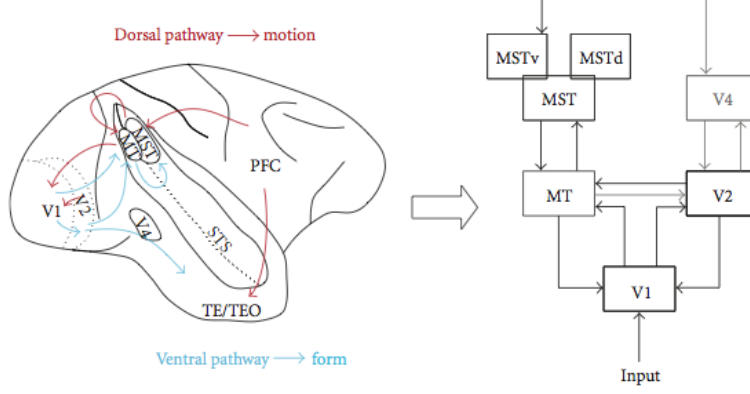 Dorsal pathway → motion
MT
MST
PFC
V1
V2
V4
STS
TE/TEO
Ventral pathway → form
MSTv
MSTd
MST
V4
MT
V2
V1
Input